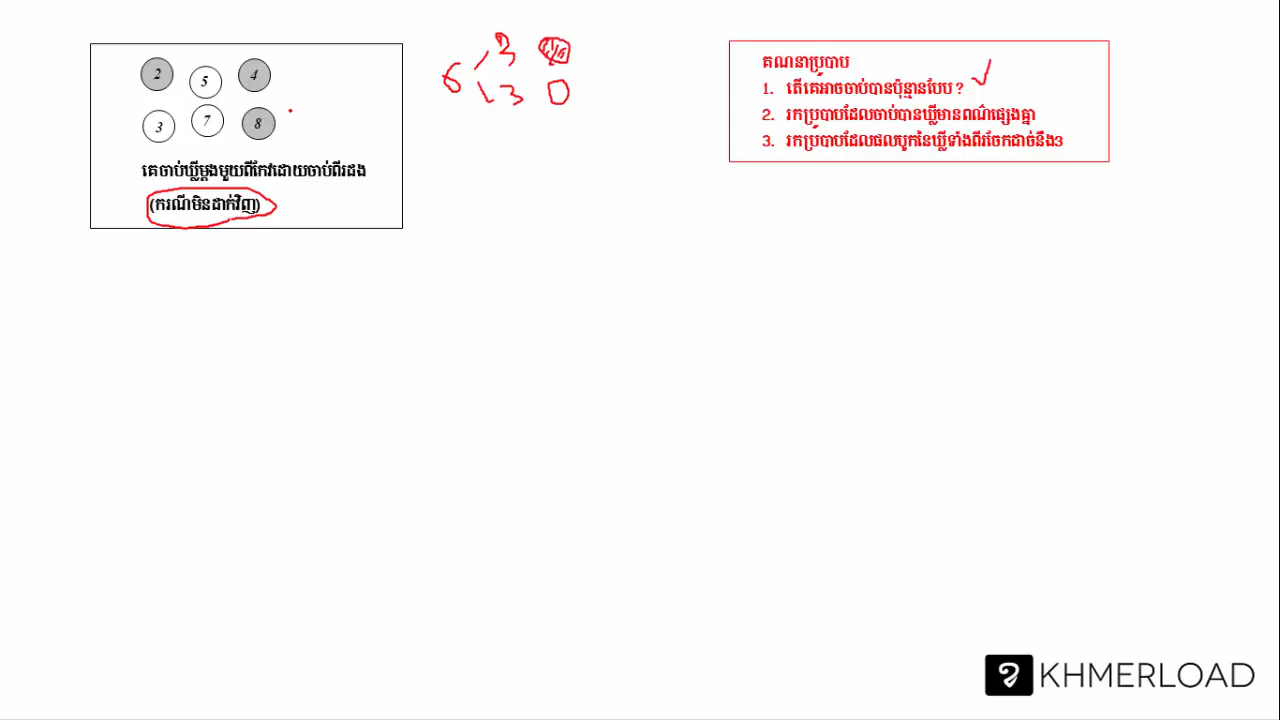 2 5 4
3 7 8
គេចាប់ឃ្លីម្ដងមួយពីកែវដោយចាប់ពីរដង
(ករណីមិនដាក់វិញ)
6 3
3 0
គណនាប្រូបាប
1. តើគេអាចចាប់បានប៉ុន្មានបែប?
2. រកប្រូបាបដែលចាប់បានឃ្លីមានពណ៌ផ្សេងគ្នា
3. រកប្រូបាបដែលផលបូកនៃឃ្លីទាំងពីរចែកដាច់នឹង3
KHMERLOAD